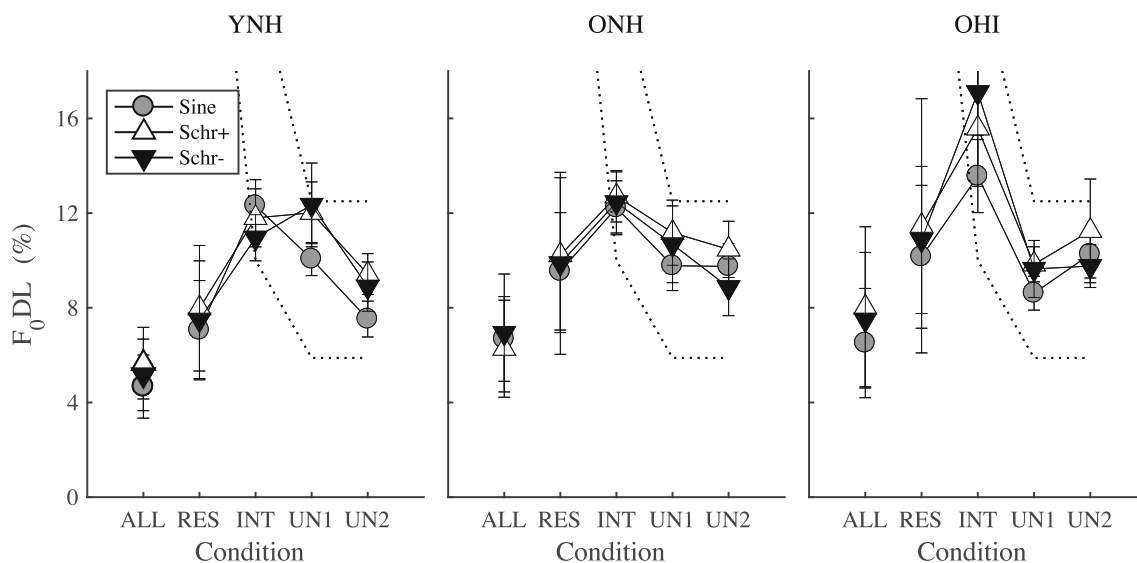 YNH ONH OHI
Sine
Schr+
Schr-
F0DL (%)
16
12
8
4
0
ALL RES INT UN1 UN2 ALL RES INT UN1 UN2 ALL RES INT UN1 UN2
Condition Condition Condition